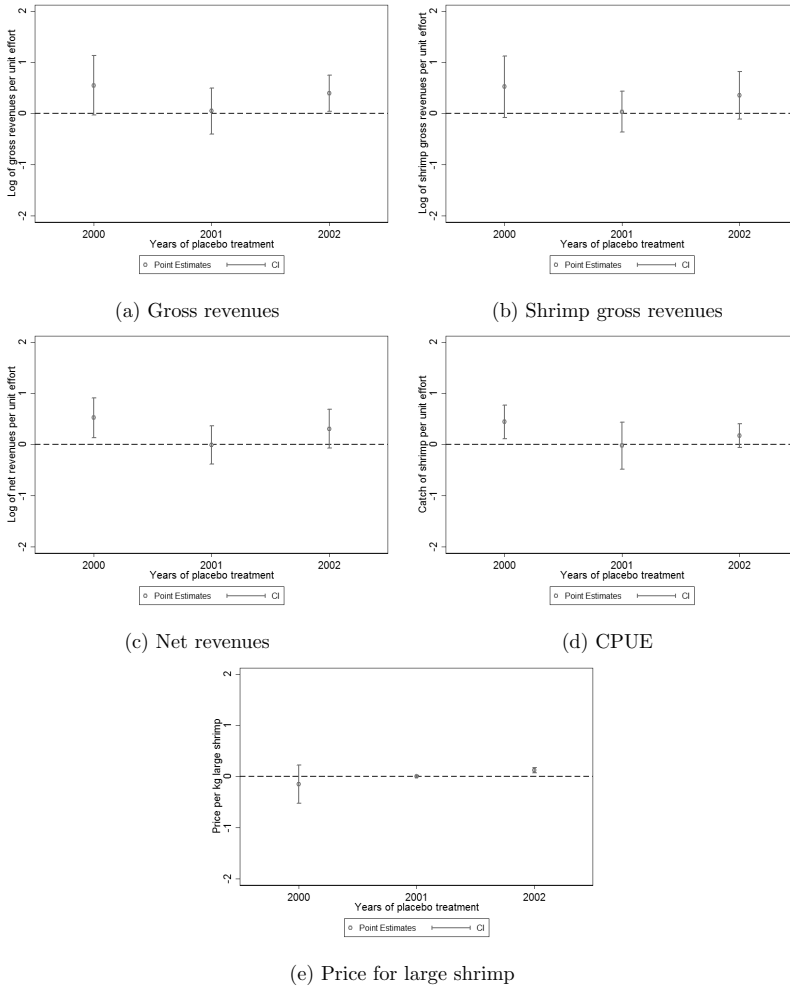 Log of gross revenues per unit effort
2
1
0
-1
-2
2000 2001 2002
Years of placebo treatment
Point Estimates CI
(a) Gross revenues
Log of shrimp gross revenues per unit effort
2
1
0
-1
-2
2000 2001 2002
Years of placebo treatment
Point Estimates CI
(b) Shrimp gross revenues
Log of net revenues per unit effort
2
1
0
-1
-2
2000 2001 2002
Years of placebo treatment
Point Estimates CI
(c) Net revenues
Catch of shrimp per unit effort
2
1
0
-1
-2
2000 2001 2002
Years of placebo treatment
Point Estimates CI
(d) CPUE
Price per kg large shrimp
2
1
0
-1
-2
2000 2001 2002
Years of placebo treatment
Point Estimates CI
(e) Price for large shrimp